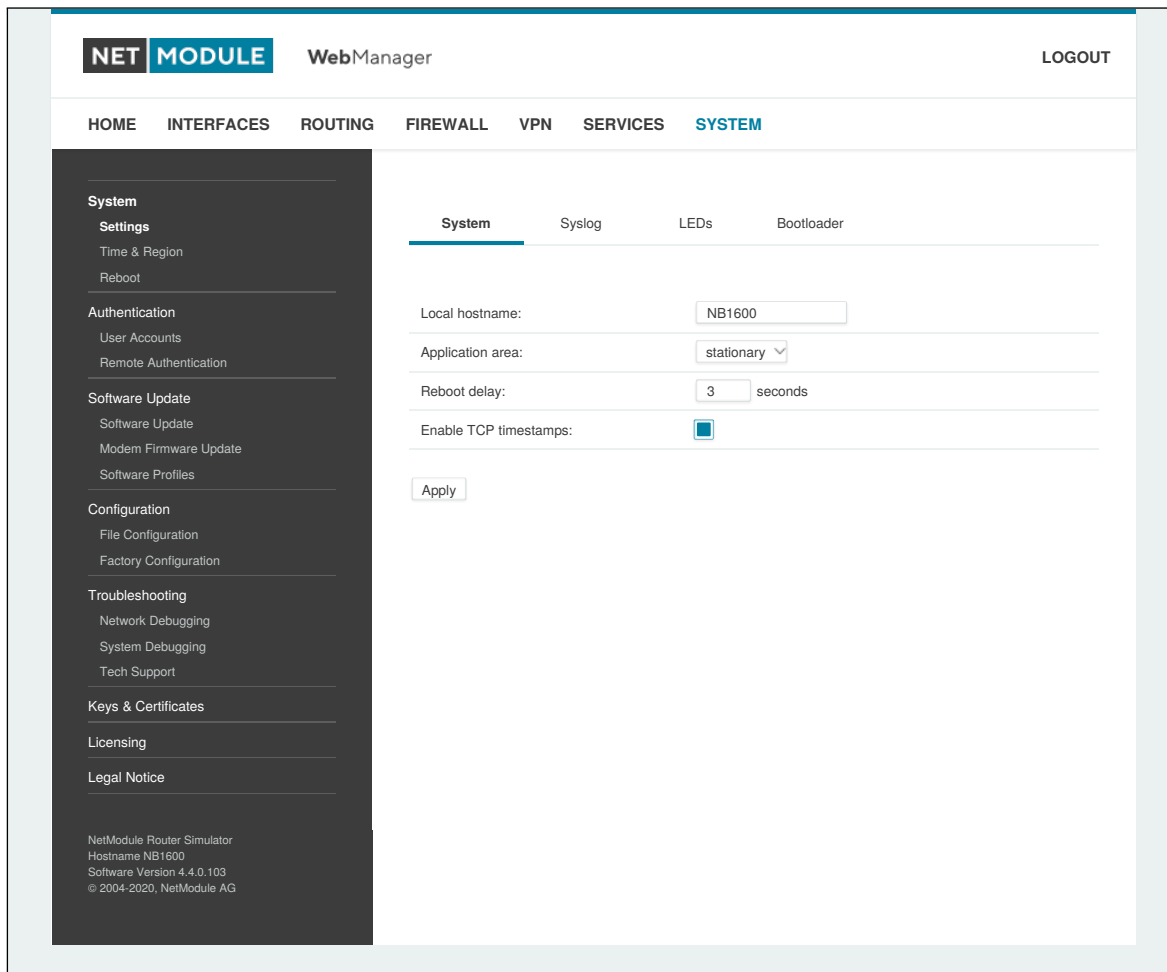 NET MODULE WebManager LOGOUT
HOME INTERFACES ROUTING FIREWALL VPN SERVICES SYSTEM
System
Settings
Time & Region
Reboot
Authentication
User Accounts
Remote Authentication
Software Update
Software Update
Modem Firmware Update
Software Profiles
Configuration
File Configuration
Factory Configuration
Troubleshooting
Network Debugging
System Debugging
Tech Support
Keys & Certificates
Licensing
Legal Notice
NetModule Router Simulator
Hostname NB1600
Software Version 4.4.0.103
© 2004-2020, NetModule AG
System Syslog LEDs Bootloader
Local hostname: NB1600
Application area: stationary
Reboot delay: 3 seconds
Enable TCP timestamps:
Apply